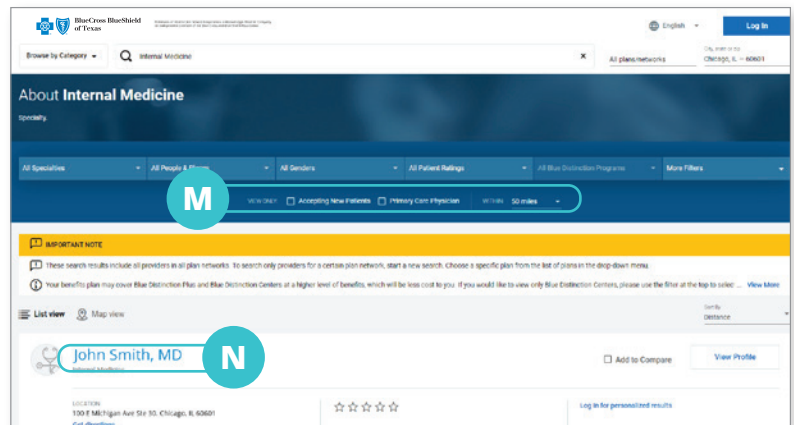 BlueCross BlueShield
of Texas
English
Log In
Browse by Category
Internal Medicine
×
All plans/networks
City, state or zip
Chicago, IL – 60601
About Internal Medicine
Specialty.
All Specialties
All People & Places
All Genders
All Patient Ratings
All Blue Distinction Programs
More Filters
M
VIEW ONLY Accepting New Patients Primary Care Physician WITHIN 50 miles
IMPORTANT NOTE
These search results include all providers in all plan networks. To search only providers for a certain plan network, start a new search. Choose a specific plan from the list of plans in the drop-down menu.
Your benefits plan may cover Blue Distinction Plus and Blue Distinction Centers at a higher level of benefits, which will be less cost to you. If you would like to view only Blue Distinction Centers, please use the filter at the top to select ... View More
List view Map view
Sort By
Distance
John Smith, MD
N
Internal Medicine
Add to Compare
View Profile
LOCATION
100 E Michigan Ave Ste 30, Chicago, IL 60601
Get directions
Log in for personalized results